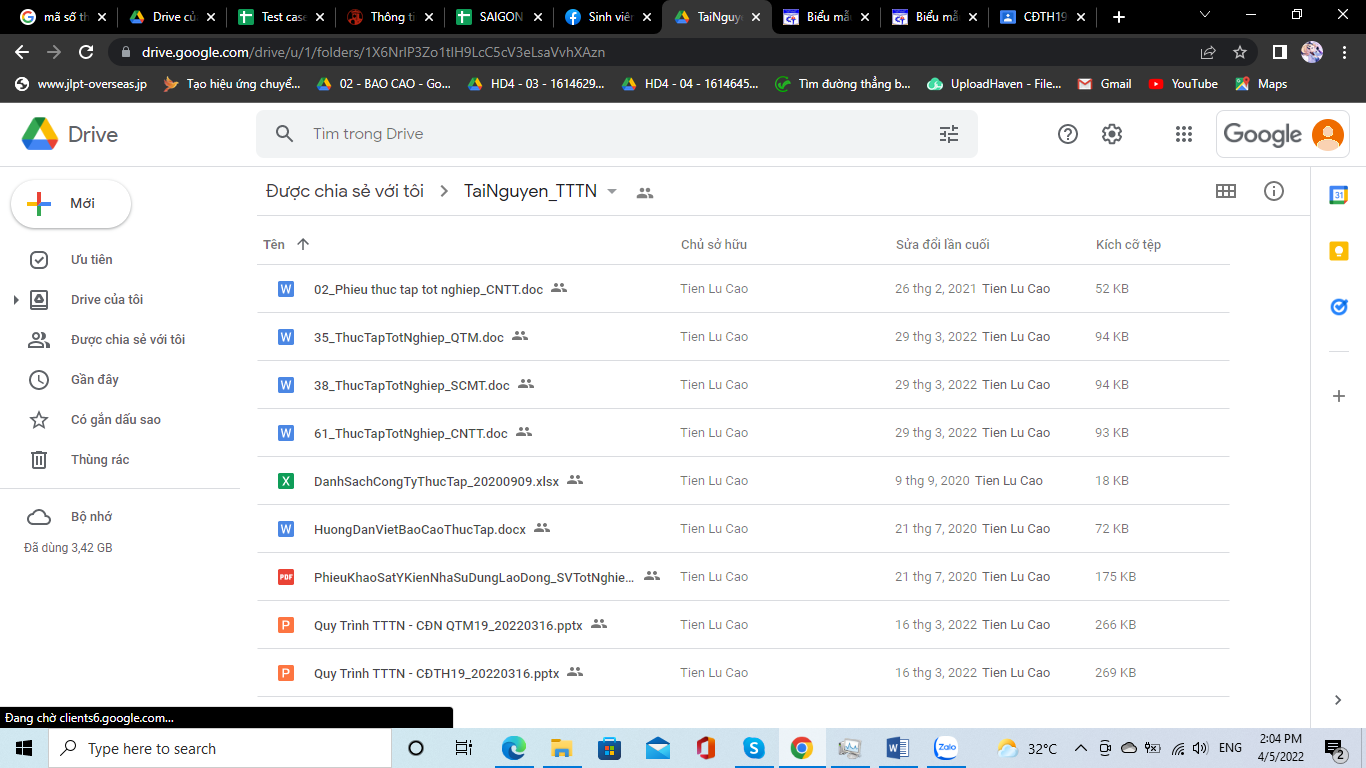 mã số th
Drive củ
Test case
Thông ti
SAIGON
Sinh viên
TaiNguy
Biểu mẫ
Biểu mẫ
CĐTH19
drive.google.com/drive/u/1/folders/1X6NrIP3Zo1tIH9LcC5cV3eLsaVvhXAzn
www.jlpt-overseas.jp
Tạo hiệu ứng chuyể...
02 - BAO CAO - Go...
HD4 - 03 - 1614629...
HD4 - 04 - 1614645...
Tìm đường thẳng b...
UploadHaven - File...
Gmail
YouTube
Maps
Drive
Tìm trong Drive
Google
Mới
Ưu tiên
Drive của tôi
Được chia sẻ với tôi
Gần đây
Có gắn dấu sao
Thùng rác
Bộ nhớ
Đã dùng 3,42 GB
Được chia sẻ với tôi > TaiNguyen_TTTN
Tên Chủ sở hữu Sửa đổi lần cuối Kích cỡ tệp
02_Phieu thuc tap tot nghiep_CNTT.doc Tien Lu Cao 26 thg 2, 2021 Tien Lu Cao 52 KB
35_ThucTapTotNghiep_QTM.doc Tien Lu Cao 29 thg 3, 2022 Tien Lu Cao 94 KB
38_ThucTapTotNghiep_SCMT.doc Tien Lu Cao 29 thg 3, 2022 Tien Lu Cao 94 KB
61_ThucTapTotNghiep_CNTT.doc Tien Lu Cao 29 thg 3, 2022 Tien Lu Cao 93 KB
DanhSachCongTyThucTap_20200909.xlsx Tien Lu Cao 9 thg 9, 2020 Tien Lu Cao 18 KB
HuongDanVietBaoCaoThucTap.docx Tien Lu Cao 21 thg 7, 2020 Tien Lu Cao 72 KB
PhieuKhaoSatYKienNhaSuDungLaoDong_SVTotNghie... Tien Lu Cao 21 thg 7, 2020 Tien Lu Cao 175 KB
Quy Trình TTTN - CĐN QTM19_20220316.pptx Tien Lu Cao 16 thg 3, 2022 Tien Lu Cao 266 KB
Quy Trình TTTN - CĐTH19_20220316.pptx Tien Lu Cao 16 thg 3, 2022 Tien Lu Cao 269 KB
Đang chờ clients6.google.com...
Type here to search
Zalo
32°C
ENG
2:04 PM
4/5/2022
2